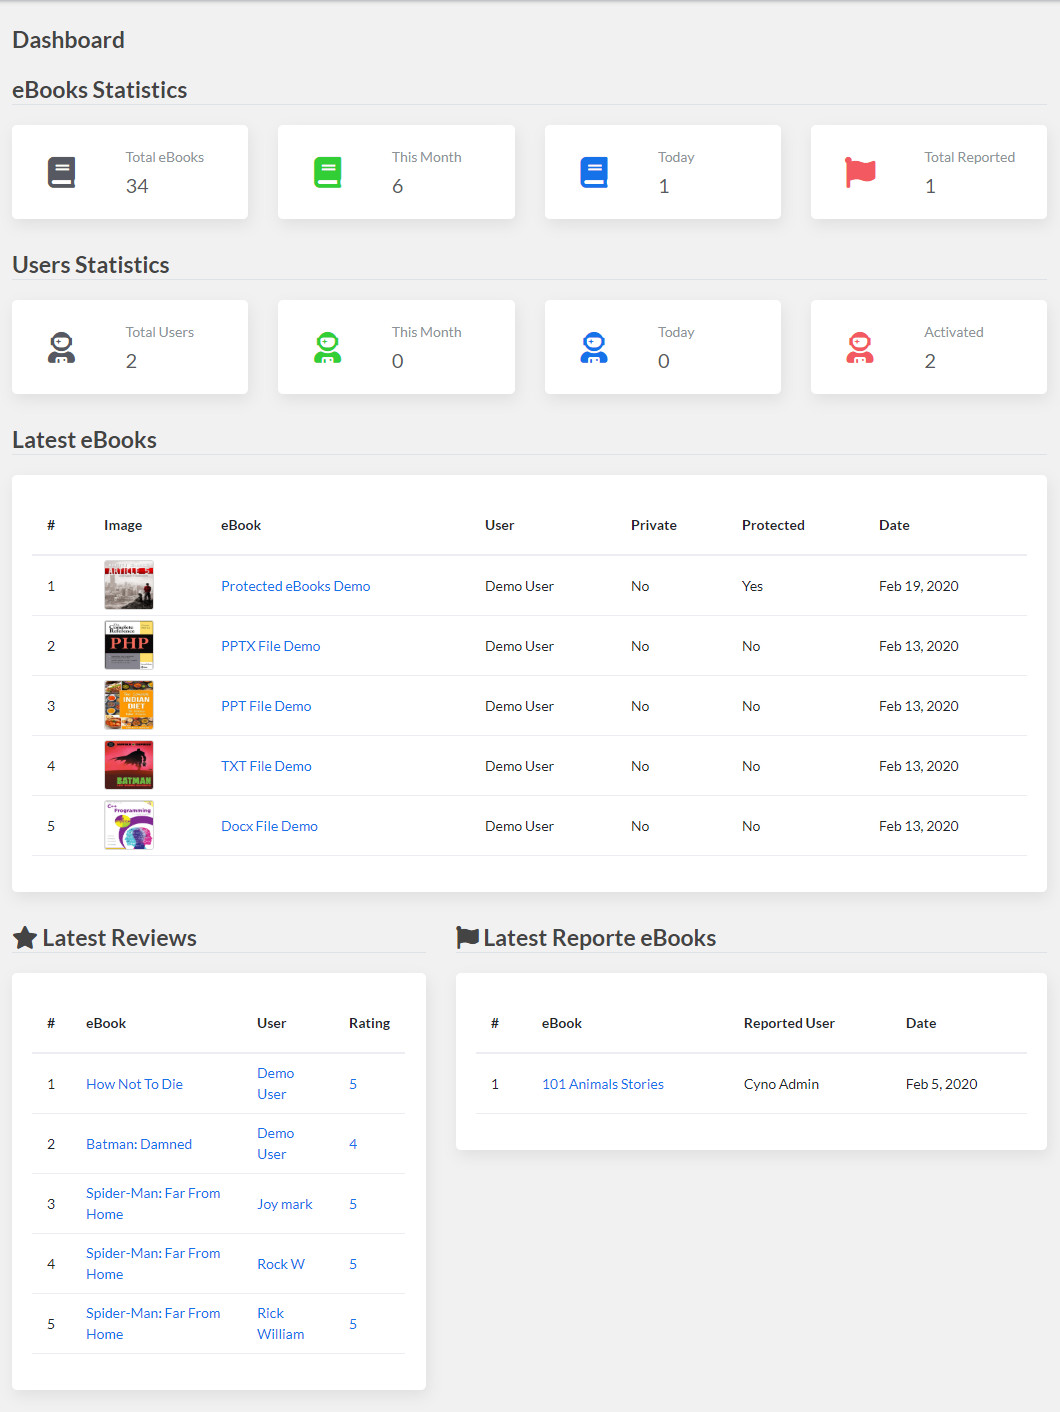 Dashboard
eBooks Statistics
Total eBooks
34
This Month
6
Today
1
Total Reported
1
Users Statistics
Total Users
2
This Month
0
Today
0
Activated
2
Latest eBooks
# Image eBook User Private Protected Date
1 ARTICLE 5 Protected eBooks Demo Demo User No Yes Feb 19, 2020
Complete
Reference
2 PHP PPTX File Demo Demo User No No Feb 13, 2020
INDIAN
DIET
3 PPT File Demo Demo User No No Feb 13, 2020
4 TXT File Demo Demo User No No Feb 13, 2020
BATMAN
C++
Programming
5 Docx File Demo Demo User No No Feb 13, 2020
Latest Reviews
# eBook User Rating
1 How Not To Die Demo User 5
2 Batman: Damned Demo User 4
3 Spider-Man: Far From Home Joy mark 5
4 Spider-Man: Far From Home Rock W 5
5 Spider-Man: Far From Home Rick William 5
Latest Reporte eBooks
# eBook Reported User Date
1 101 Animals Stories Cyno Admin Feb 5, 2020